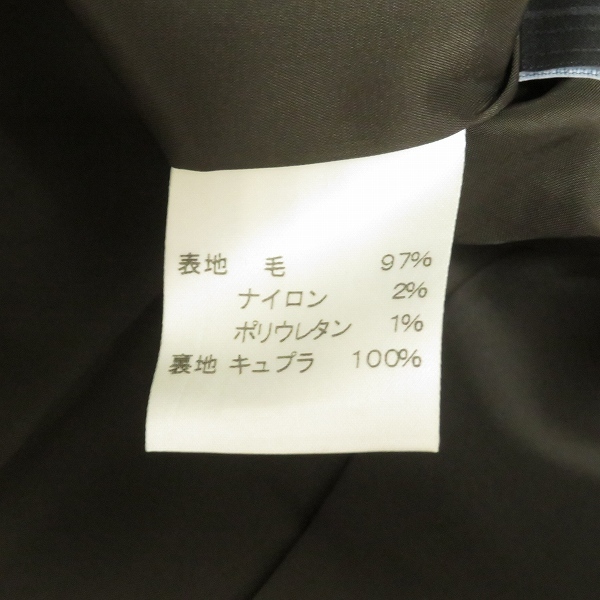 表地 毛 97%
ナイロン 2%
ポリウレタン 1%
裏地 キュプラ 100%